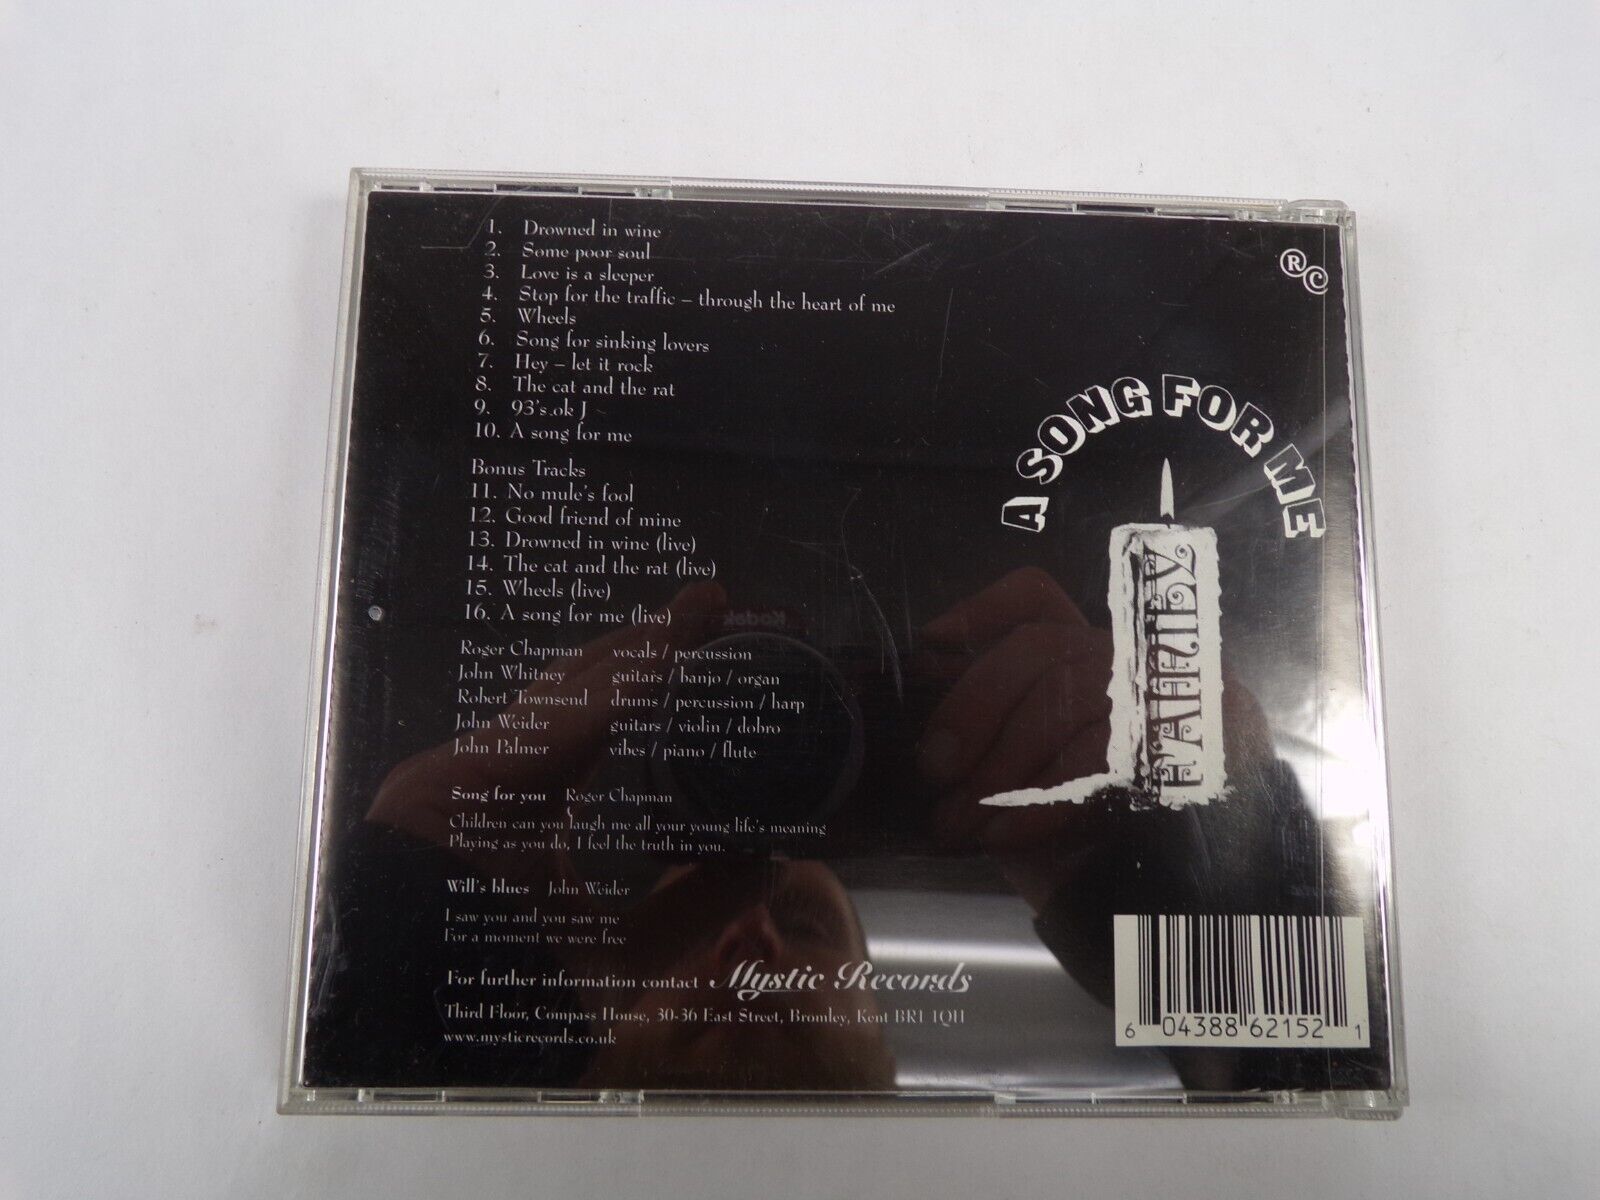 1. Drowned in wine
2. Some poor soul
3. Love is a sleeper
4. Stop for the traffic – through the heart of me
5. Wheels
6. Song for sinking lovers
7. Hey – let it rock
8. The cat and the rat
9. 93's ok J
10. A song for me
Bonus Tracks
11. No mule's fool
12. Good friend of mine
13. Drowned in wine (live)
14. The cat and the rat (live)
15. Wheels (live)
16. A song for me (live)
Roger Chapman vocals / percussion
John Whitney guitars / banjo / organ
Robert Townsend drums / percussion / harp
John Weider guitars / violin / dobro
John Palmer vibes / piano / flute
Song for you Roger Chapman
Children can you laugh me all your young life's meaning
Playing as you do, I feel the truth in you.
Will's blues John Weider
I saw you and you saw me
For a moment we were free
For further information contact Mystic Records
Third Floor, Compass House, 30-36 East Street, Bromley, Kent BR1 1QH
www.mysticrecords.co.uk
® ©
A SONG FOR ME
FAMILY
6 04388 62152 1
Kodak